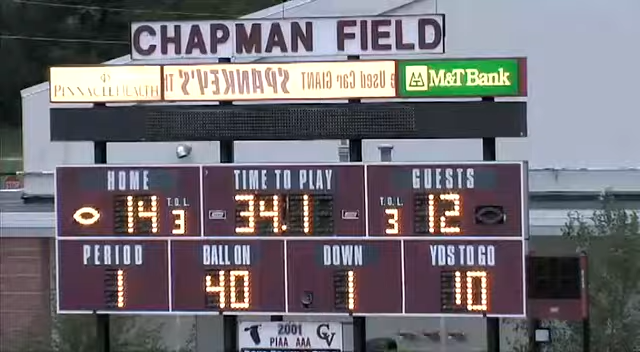 CHAPMAN FIELD
PINNACLEHEALTH
SPANKEY'S
Used Car GIANT
M&T Bank
HOME TIME TO PLAY GUESTS
14 T.O.L. 3 34.1 T.O.L. 3 12
PERIOD BALL ON DOWN YDS TO GO
1 40 1 10
2001 CV
PIAA AAA